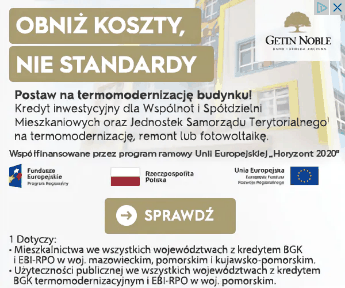 OBNIŻ KOSZTY,
GETIN NOBLE
NIE STANDARDY
Postaw na termomodernizację budynku!
Kredyt inwestycyjny dla Wspólnot i Spółdzielni
Mieszkaniowych oraz Jednostek Samorządu Terytorialnego¹
na termomodernizację, remont lub fotowoltaikę.
Współfinansowane przez program ramowy Unii Europejskiej „Horyzont 2020”
Fundusze
Europejskie
Program Regionalny
Rzeczpospolita
Polska
Unia Europejska
Europejski Fundusz
Rozwoju Regionalnego
SPRAWDŹ
1 Dotyczy:
• Mieszkalnictwa we wszystkich województwach z kredytem BGK
i EBI-RPO w woj. mazowieckim, pomorskim i kujawsko-pomorskim.
• Użyteczności publicznej we wszystkich województwach z kredytem
BGK termomodernizacyjnym i EBI-RPO w woj. pomorskim.